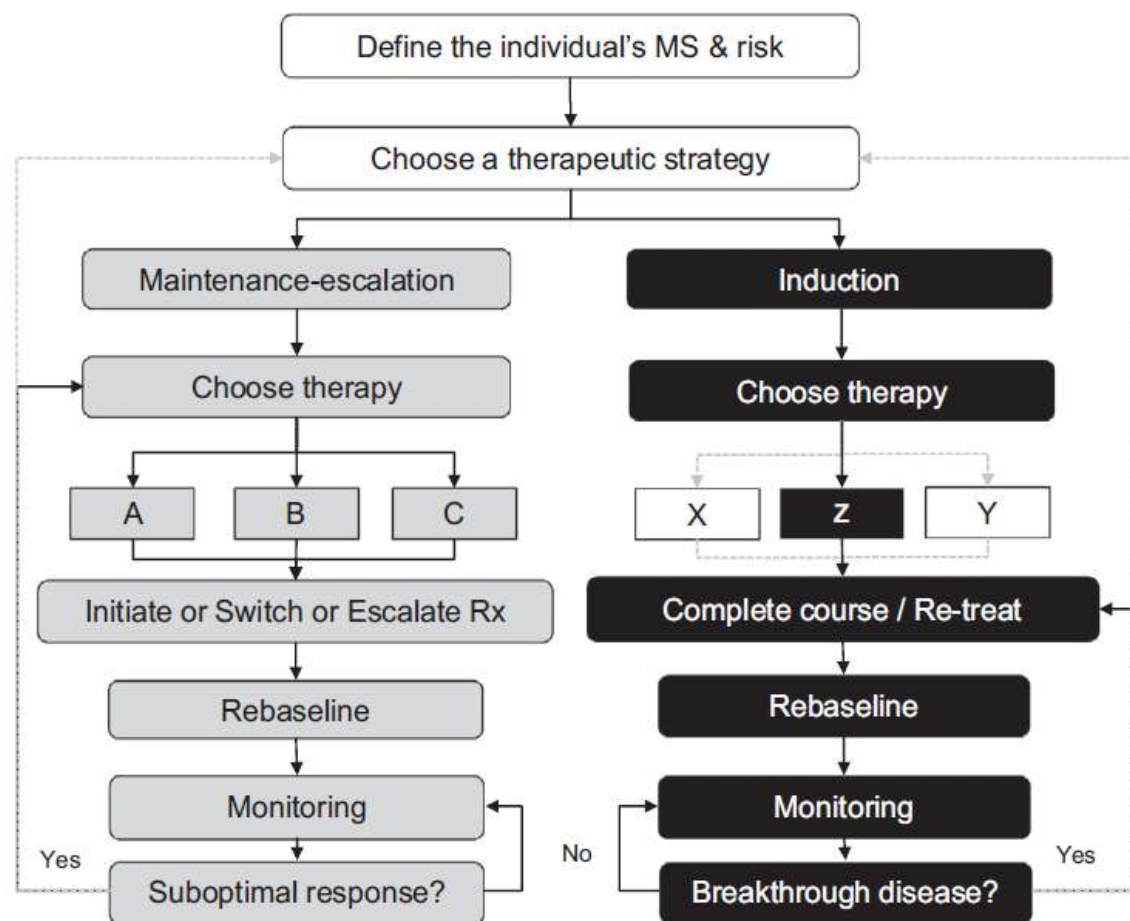 Define the individual's MS & risk
Choose a therapeutic strategy
Maintenance-escalation
Induction
Choose therapy
Choose therapy
A
B
C
X
Z
Y
Initiate or Switch or Escalate Rx
Complete course / Re-treat
Rebaseline
Rebaseline
Monitoring
Monitoring
Yes
No
Yes
Suboptimal response?
Breakthrough disease?